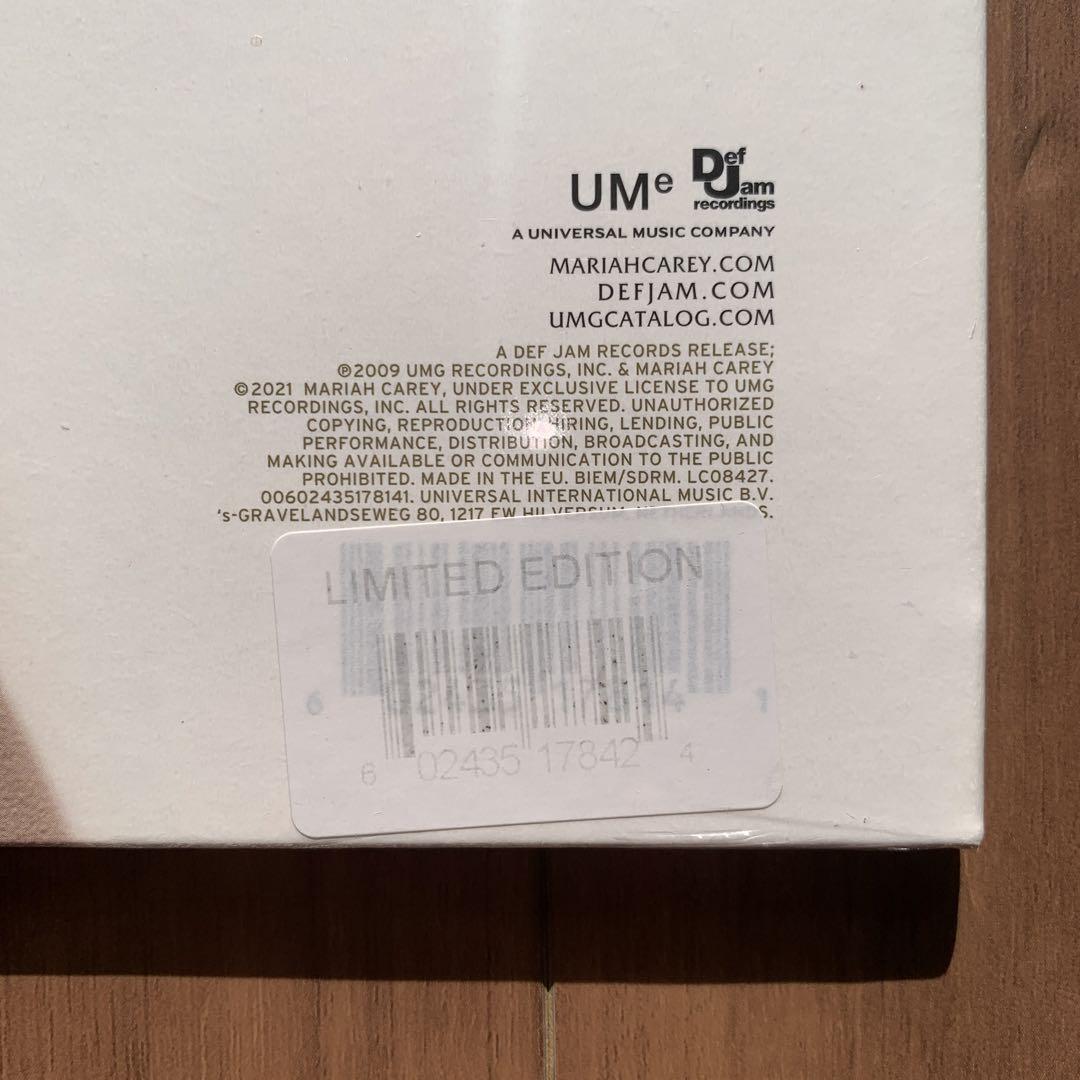 UMe Def Jam recordings
A UNIVERSAL MUSIC COMPANY
MARIAHCAREY.COM
DEFJAM.COM
UMGCATALOG.COM
A DEF JAM RECORDS RELEASE;
℗2009 UMG RECORDINGS, INC. & MARIAH CAREY
©2021 MARIAH CAREY, UNDER EXCLUSIVE LICENSE TO UMG
RECORDINGS, INC. ALL RIGHTS RESERVED. UNAUTHORIZED
COPYING, REPRODUCTION, HIRING, LENDING, PUBLIC
PERFORMANCE, DISTRIBUTION, BROADCASTING, AND
MAKING AVAILABLE OR COMMUNICATION TO THE PUBLIC
PROHIBITED. MADE IN THE EU. BIEM/SDRM. LC08427.
00602435178141. UNIVERSAL INTERNATIONAL MUSIC B.V.
's-GRAVELANDSEWEG 80, 1217 EW HILVERSUM, NETHERLANDS.
LIMITED EDITION
6 02435 17842 4